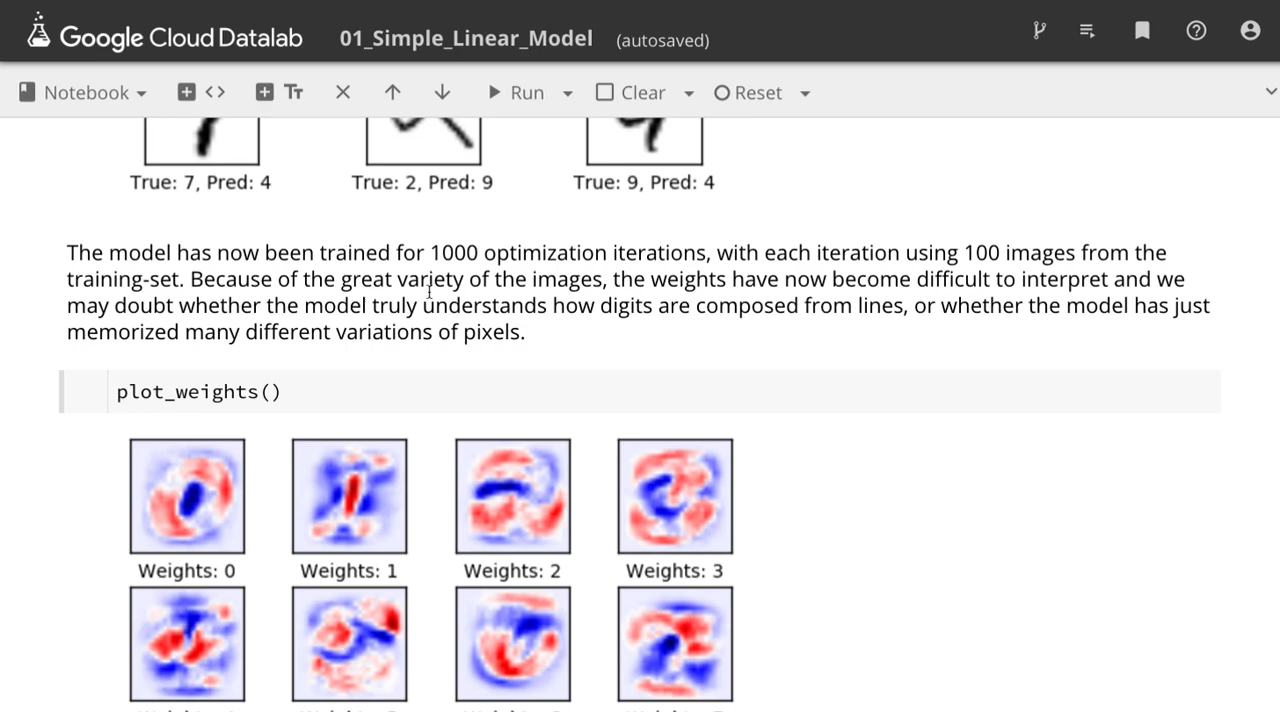 Google Cloud Datalab 01_Simple_Linear_Model (autosaved)
Notebook <> Tт Run Clear Reset
True: 7, Pred: 4 True: 2, Pred: 9 True: 9, Pred: 4
The model has now been trained for 1000 optimization iterations, with each iteration using 100 images from the
training-set. Because of the great variety of the images, the weights have now become difficult to interpret and we
may doubt whether the model truly understands how digits are composed from lines, or whether the model has just
memorized many different variations of pixels.
plot_weights()
Weights: 0 Weights: 1 Weights: 2 Weights: 3